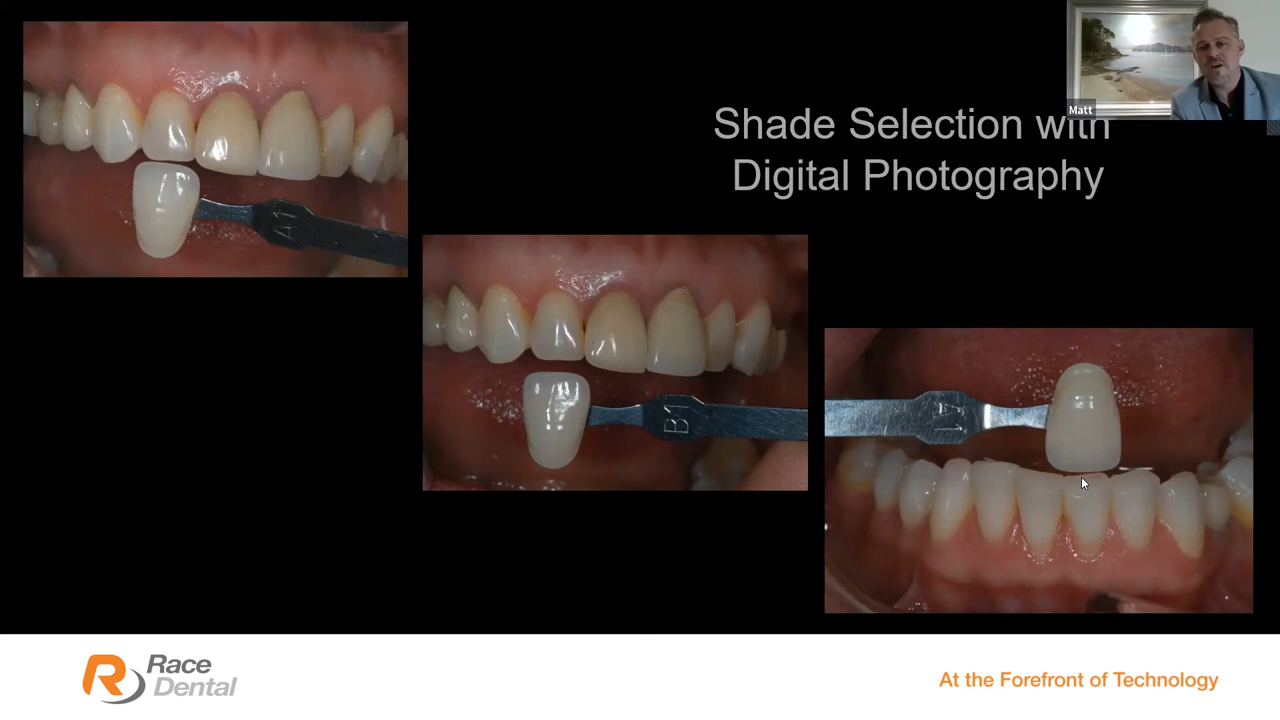 Matt
Shade Selection with
Digital Photography
A1
B1
A1
Race
Dental
At the Forefront of Technology